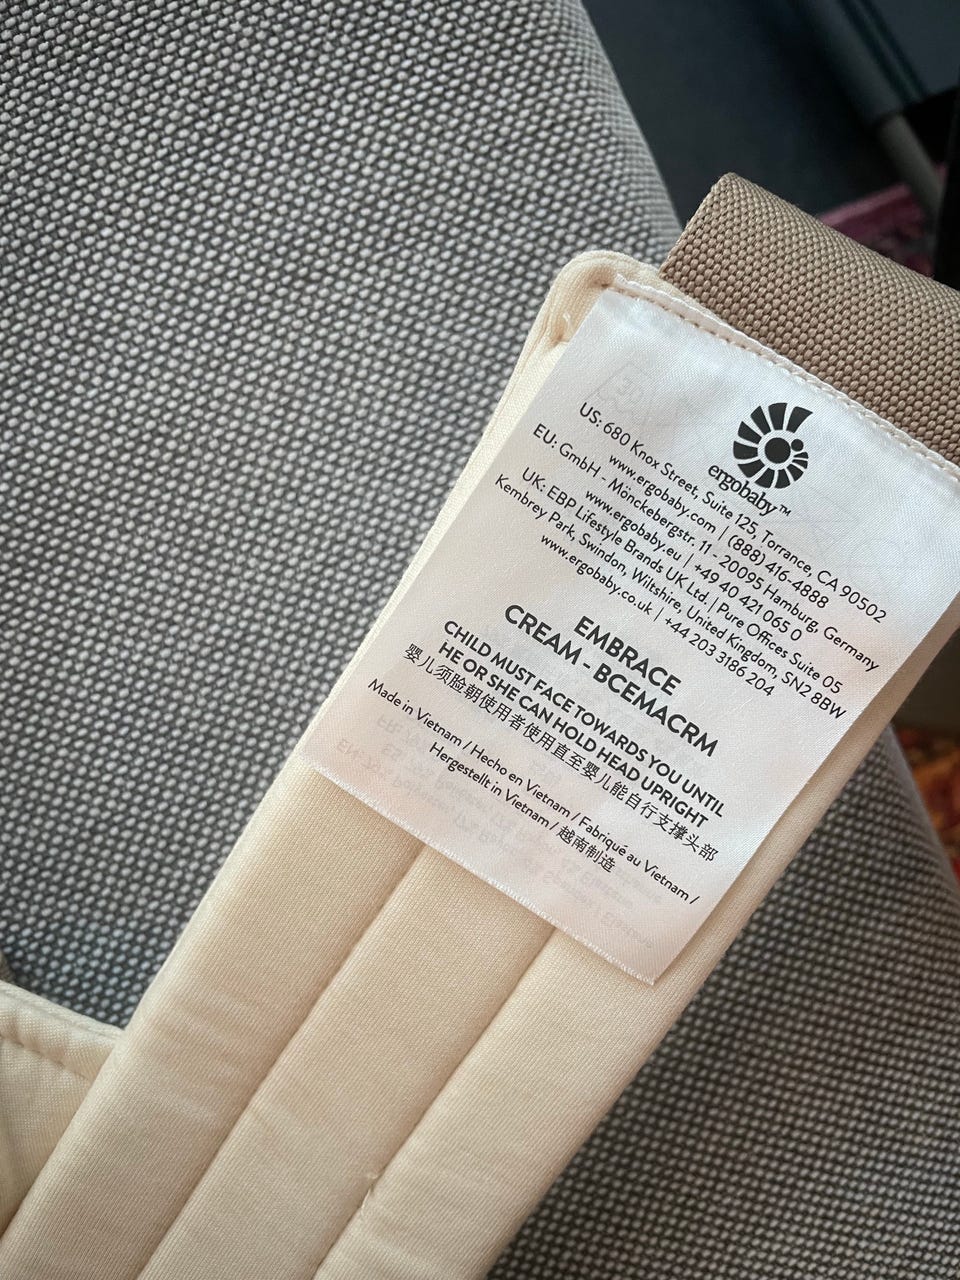 ergobaby™
US: 680 Knox Street, Suite 125, Torrance, CA 90502
www.ergobaby.com | (888) 416.4888
EU: GmbH - Mönckebergstr. 11 - 20095 Hamburg, Germany
www.ergobaby.eu | +49 40 421 065 0
UK: EBP Lifestyle Brands UK Ltd. | Pure Offices Suite 05
Kembrey Park, Swindon, Wiltshire, United Kingdom, SN2 8BW
www.ergobaby.co.uk | +44 203 3186 204
EMBRACE
CREAM - BCEMACRM
CHILD MUST FACE TOWARDS YOU UNTIL
HE OR SHE CAN HOLD HEAD UPRIGHT
婴儿须脸朝使用者使用直至婴儿能自行支撑头部
Made in Vietnam / Hecho en Vietnam / Fabriqué au Vietnam /
Hergestellt in Vietnam / 越南制造